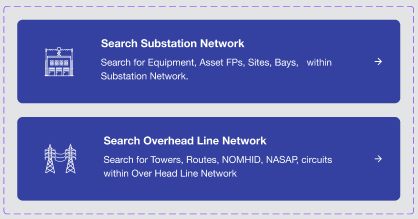 Search Substation Network
Search for Equipment, Asset FPs, Sites, Bays, within
Substation Network.
Search Overhead Line Network
Search for Towers, Routes, NOMHID, NASAP, circuits
within Over Head Line Network